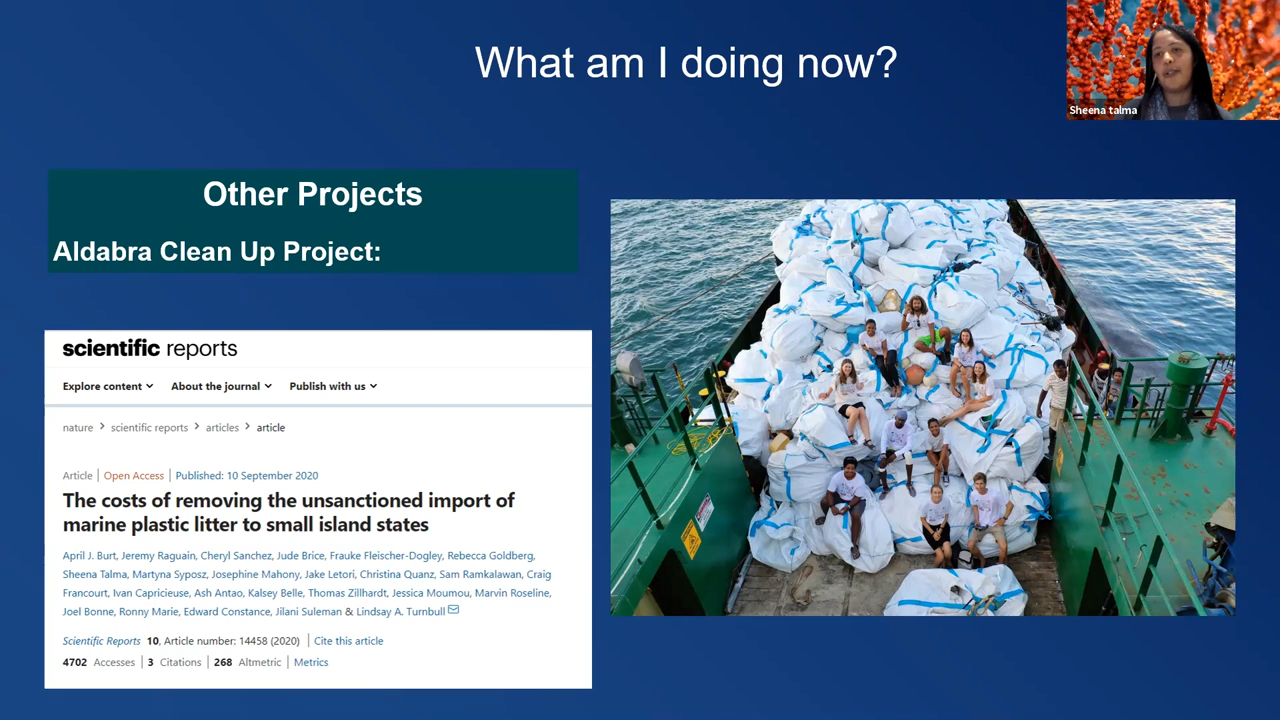 What am I doing now?
Sheena talma
Other Projects
Aldabra Clean Up Project:
scientific reports
Explore content About the journal Publish with us
nature > scientific reports > articles > article
Article | Open Access | Published: 10 September 2020
The costs of removing the unsanctioned import of
marine plastic litter to small island states
April J. Burt, Jeremy Raguain, Cheryl Sanchez, Jude Brice, Frauke Fleischer-Dogley, Rebecca Goldberg,
Sheena Talma, Martyna Syposz, Josephine Mahony, Jake Letori, Christina Quanz, Sam Ramkalawan, Craig
Francourt, Ivan Capricieuse, Ash Antao, Kalsey Belle, Thomas Zillhardt, Jessica Moumou, Marvin Roseline,
Joel Bonne, Ronny Marie, Edward Constance, Jilani Suleman & Lindsay A. Turnbull
Scientific Reports 10, Article number: 14458 (2020) | Cite this article
4702 Accesses | 3 Citations | 268 Altmetric | Metrics